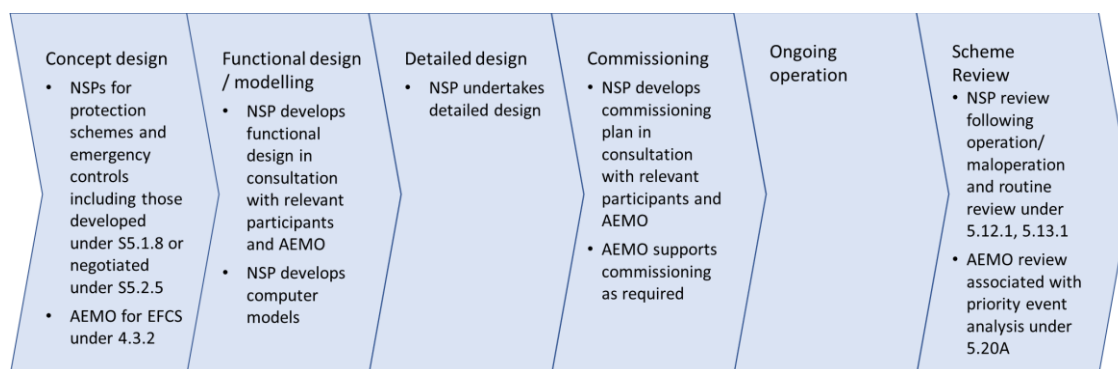 Concept design
• NSPs for
protection
schemes and
emergency
controls
including those
developed
under S5.1.8 or
negotiated
under S5.2.5
• AEMO for EFCS
under 4.3.2
Functional design
/ modelling
• NSP develops
functional
design in
consultation
with relevant
participants
and AEMO
• NSP develops
computer
models
Detailed design
• NSP undertakes
detailed design
Commissioning
• NSP develops
commissioning
plan in
consultation
with relevant
participants and
AEMO
• AEMO supports
commissioning
as required
Ongoing
operation
Scheme
Review
• NSP review
following
operation/
maloperation
and routine
review under
5.12.1, 5.13.1
• AEMO review
associated with
priority event
analysis under
5.20A